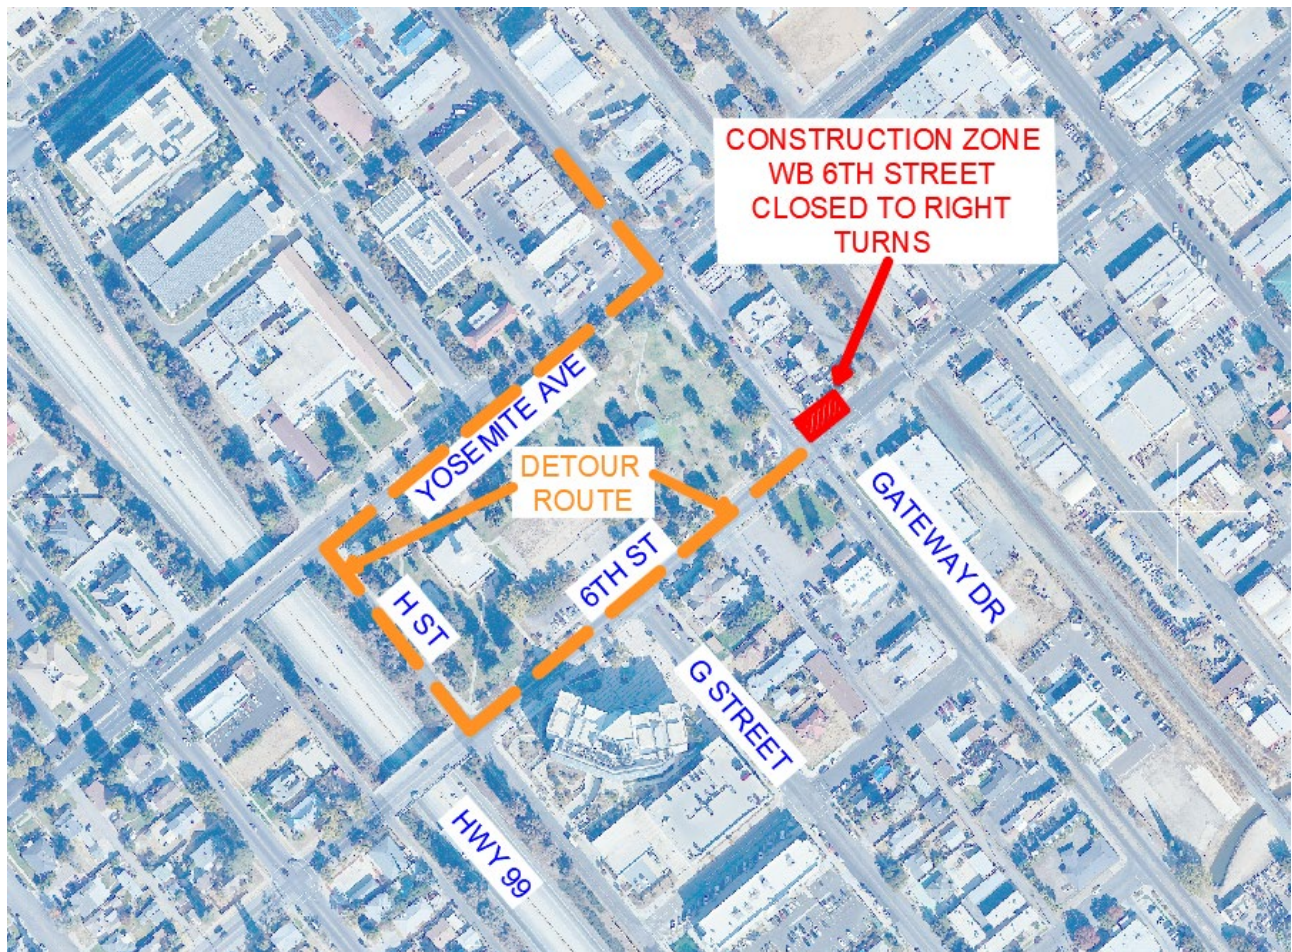 CONSTRUCTION ZONE
WB 6TH STREET
CLOSED TO RIGHT
TURNS
YOSEMITE AVE
DETOUR
ROUTE
6TH ST
GATEWAY DR
H ST
G STREET
HWY 99